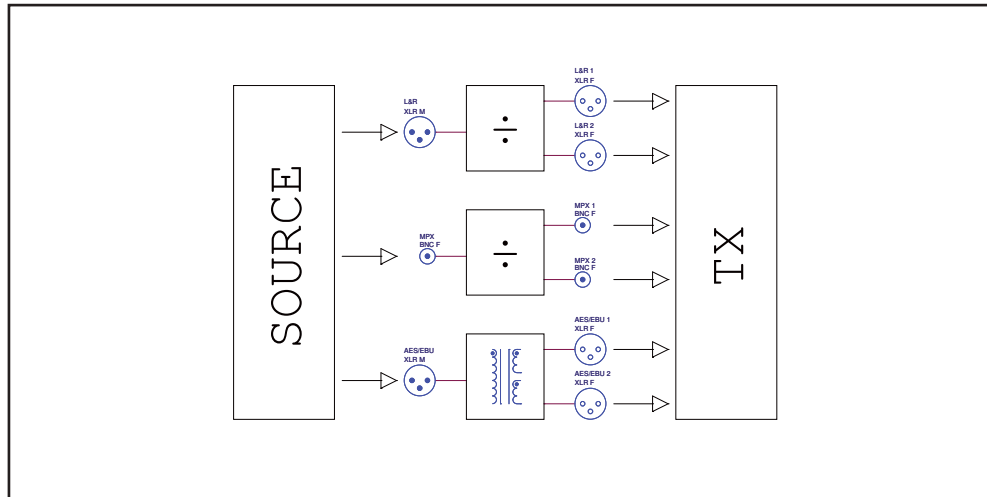 SOURCE
L&R
XLR M
÷
L&R 1
XLR F
L&R 2
XLR F
MPX
BNC F
÷
MPX 1
BNC F
MPX 2
BNC F
AES/EBU
XLR M
AES/EBU 1
XLR F
AES/EBU 2
XLR F
TX